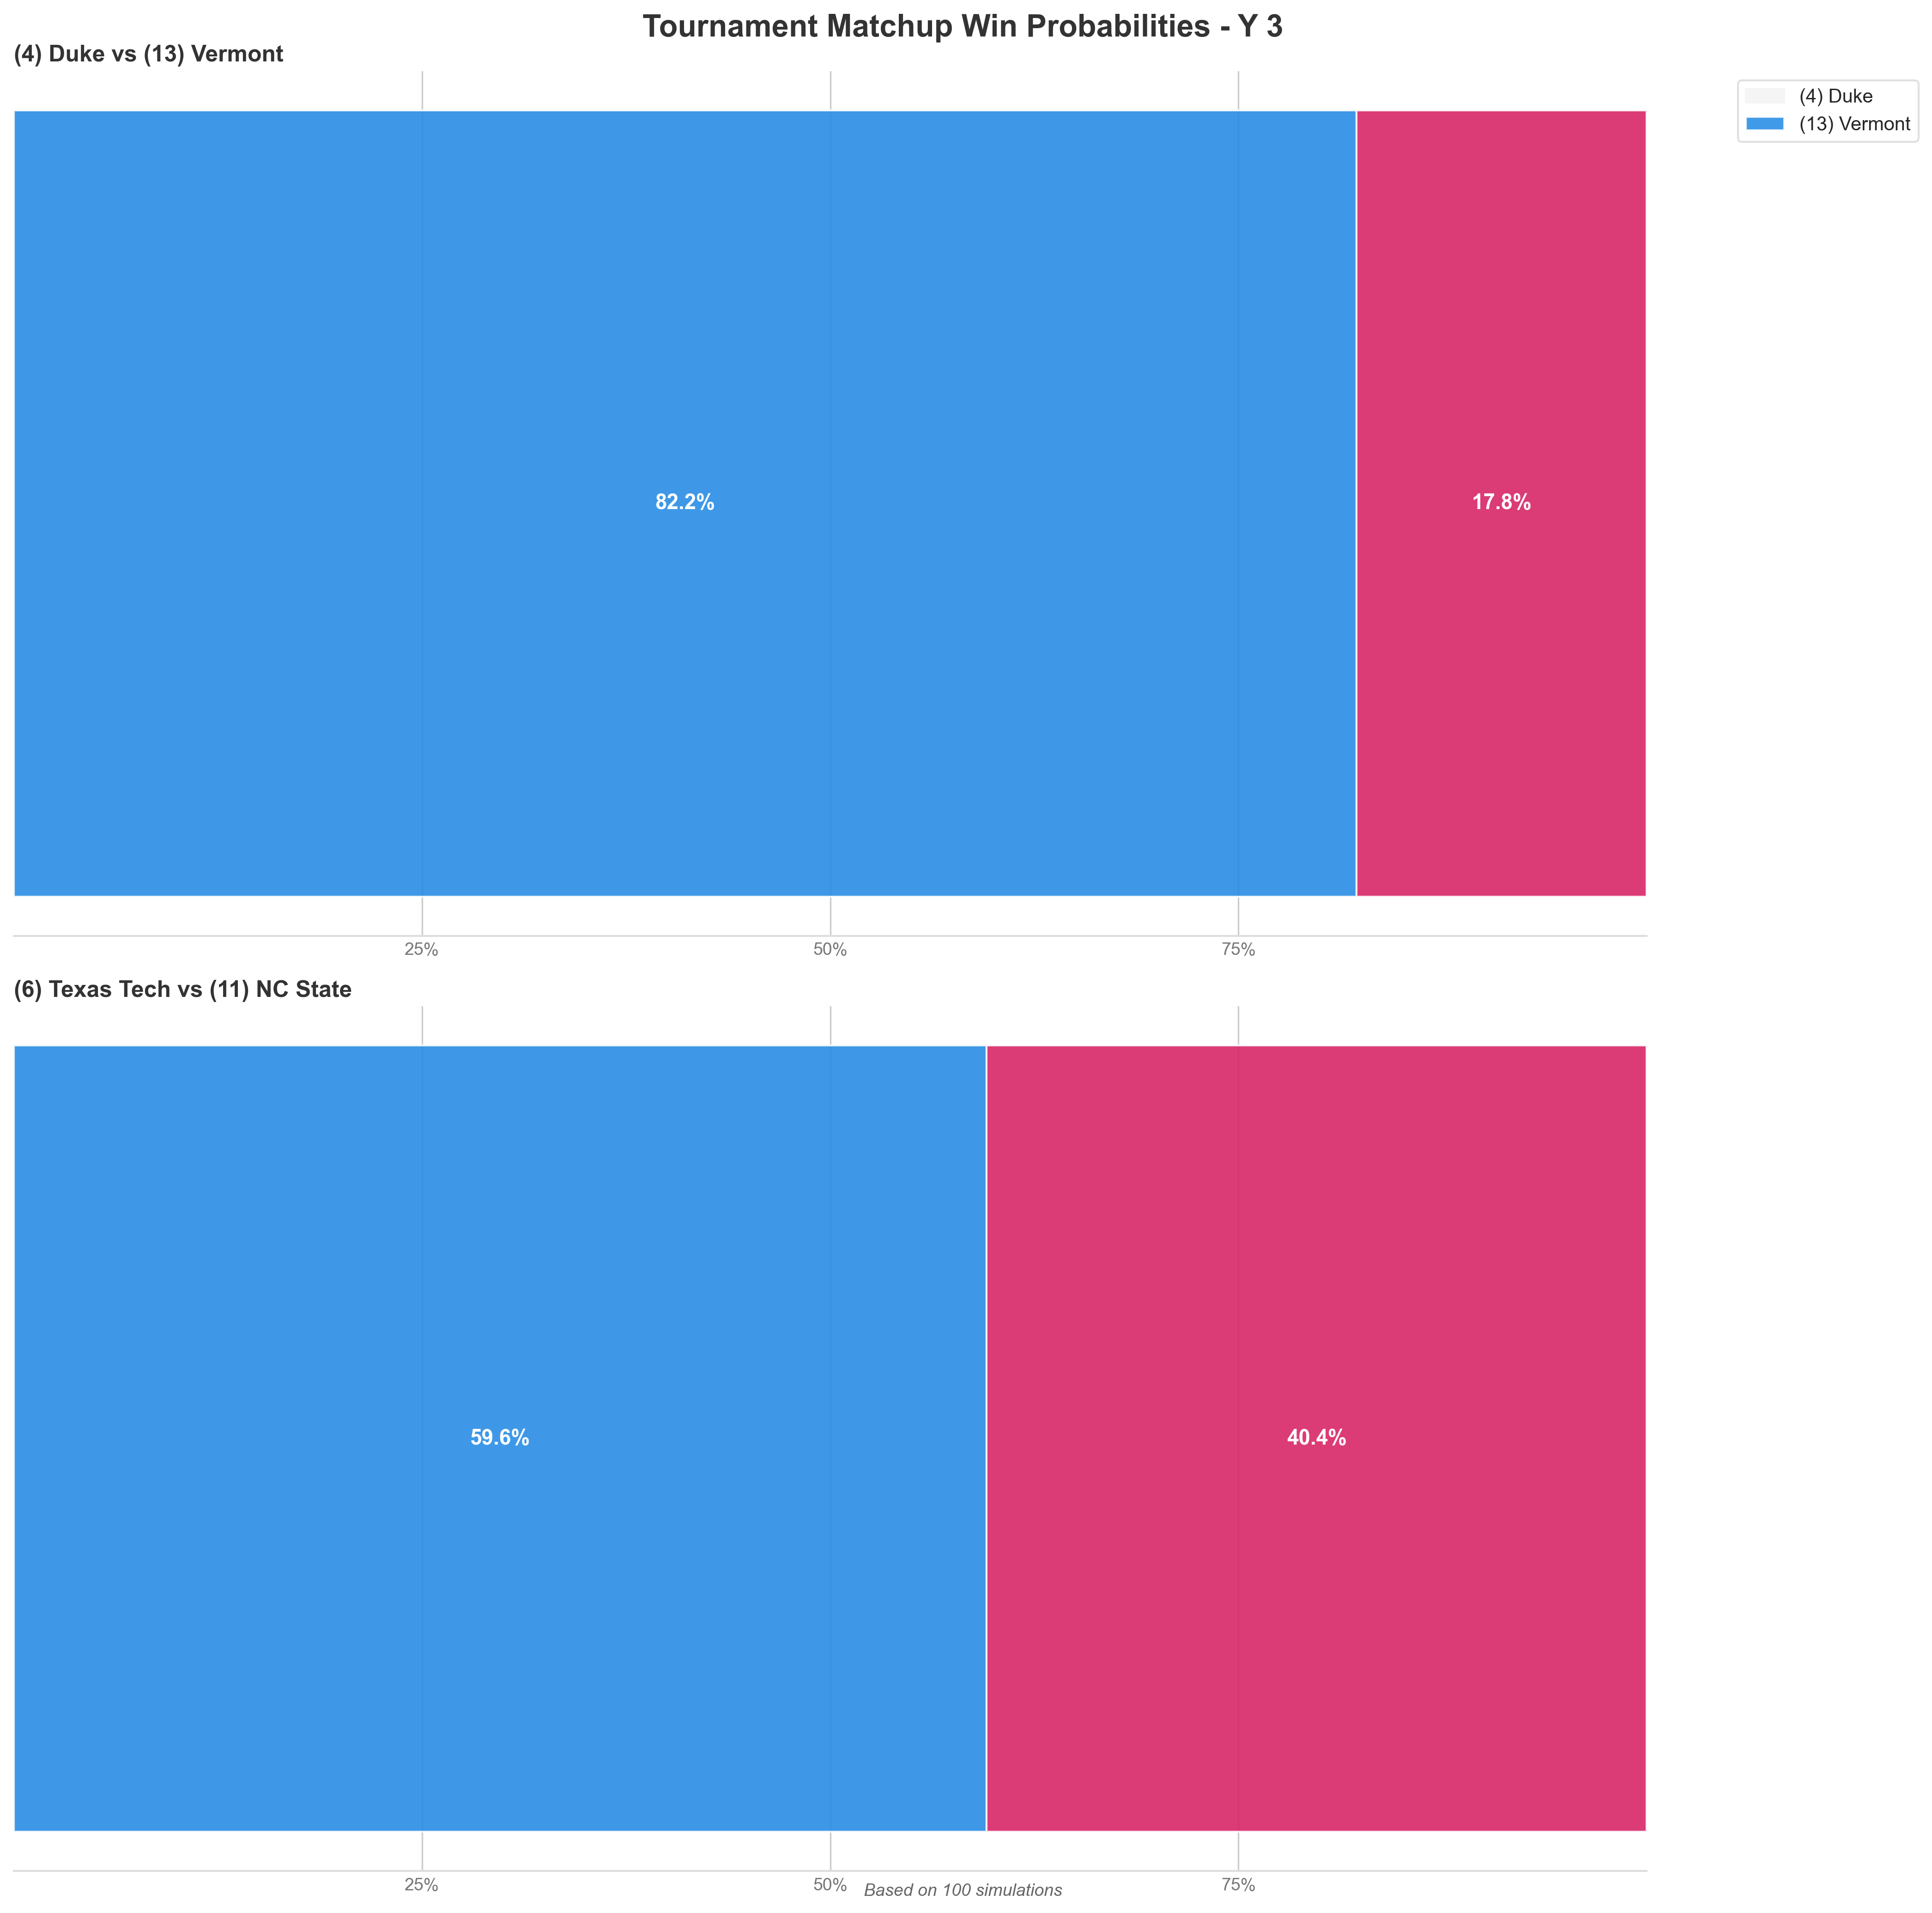 Tournament Matchup Win Probabilities - Y 3
(4) Duke vs (13) Vermont
(4) Duke
(13) Vermont
82.2%
17.8%
25%
50%
75%
(6) Texas Tech vs (11) NC State
59.6%
40.4%
25%
50%
75%
Based on 100 simulations